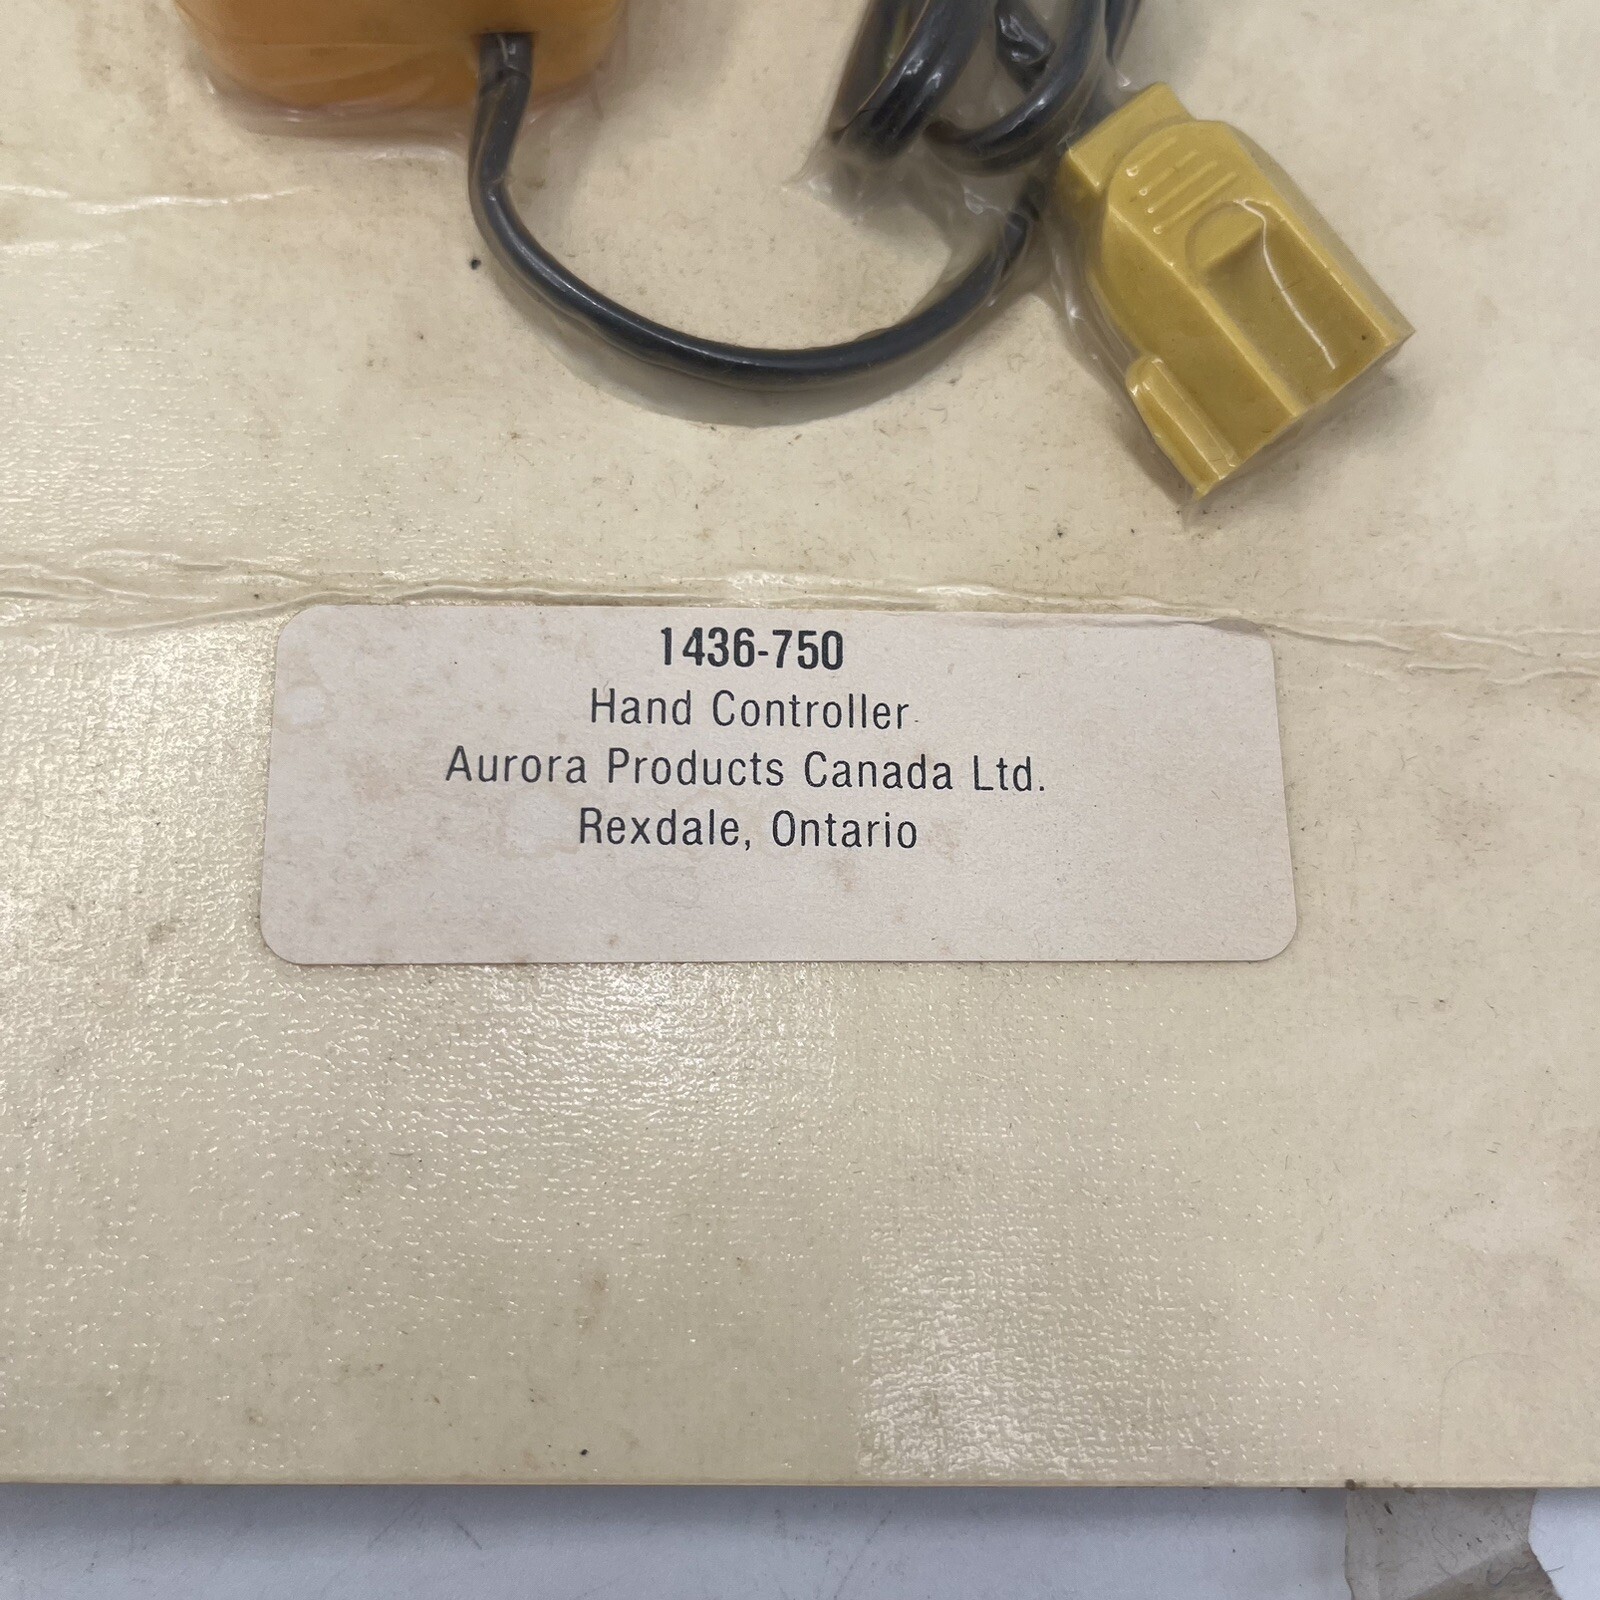 1436-750
Hand Controller
Aurora Products Canada Ltd.
Rexdale, Ontario